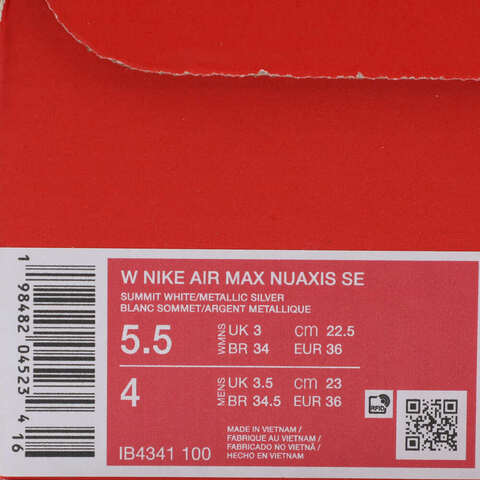 W NIKE AIR MAX NUAXIS SE
SUMMIT WHITE/METALLIC SILVER
BLANC SOMMET/ARGENT METALLIQUE
5.5 WMNS UK 3 cm 22.5
BR 34 EUR 36
4 MENS UK 3.5 cm 23
BR 34.5 EUR 36
RFID
MADE IN VIETNAM /
FABRIQUE AU VIETNAM /
FABRICADO NO VIETNÃ /
HECHO EN VIETNAM
IB4341 100
1 98482 04523 4 16